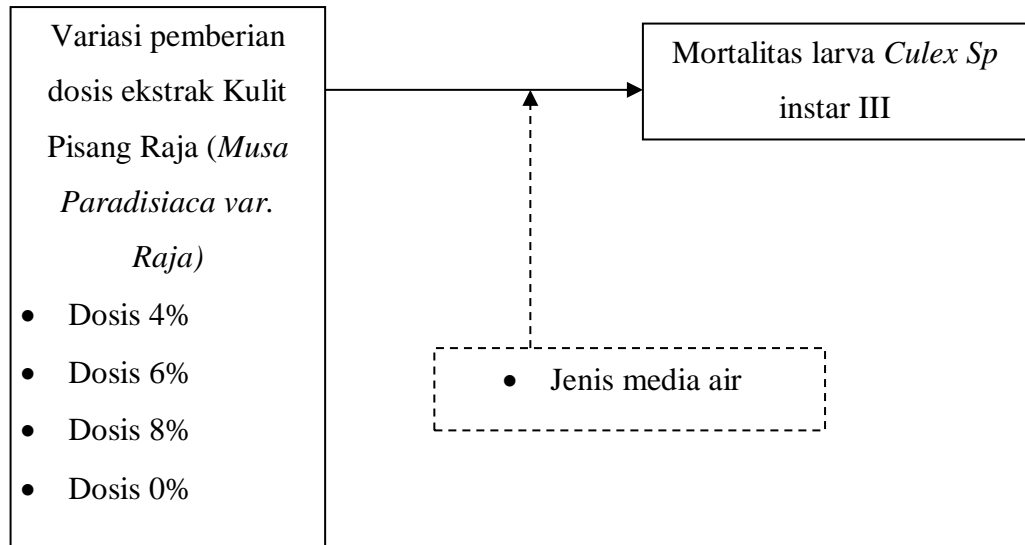 Variasi pemberian
dosis ekstrak Kulit
Pisang Raja (Musa
Paradisiaca var.
Raja)
• Dosis 4%
• Dosis 6%
• Dosis 8%
• Dosis 0%
Mortalitas larva Culex Sp
instar III
• Jenis media air